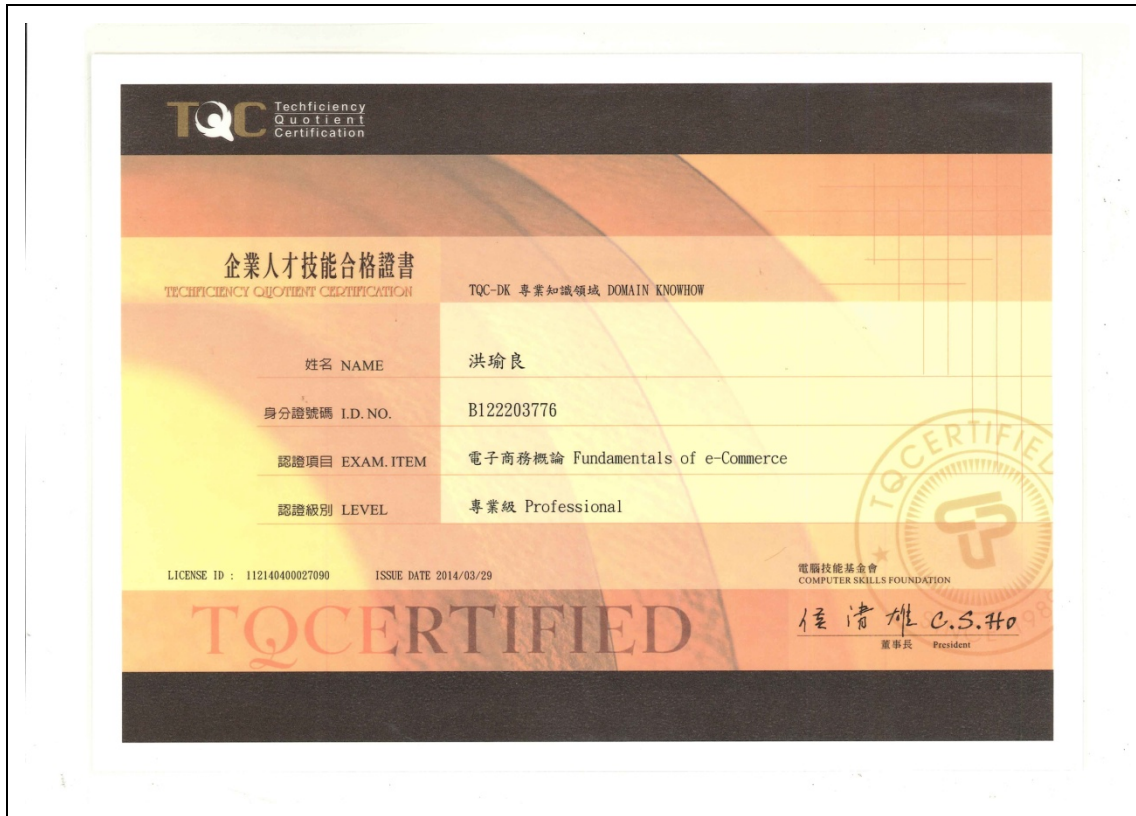 TQC Techficiency
Quotient
Certification
企業人才技能合格證書
TECHFICIENCY QUOTIENT CERTIFICATION
TQC-DK 專業知識領域 DOMAIN KNOWHOW
姓名 NAME 洪瑜良
身分證號碼 I.D. NO. B122203776
認證項目 EXAM. ITEM 電子商務概論 Fundamentals of e-Commerce
認證級別 LEVEL 專業級 Professional
TQCERTIFIED
LICENSE ID : 112140400027090 ISSUE DATE 2014/03/29
電腦技能基金會
COMPUTER SKILLS FOUNDATION
TQCERTIFIED
侯清雄 C.S.Ho
董事長 President